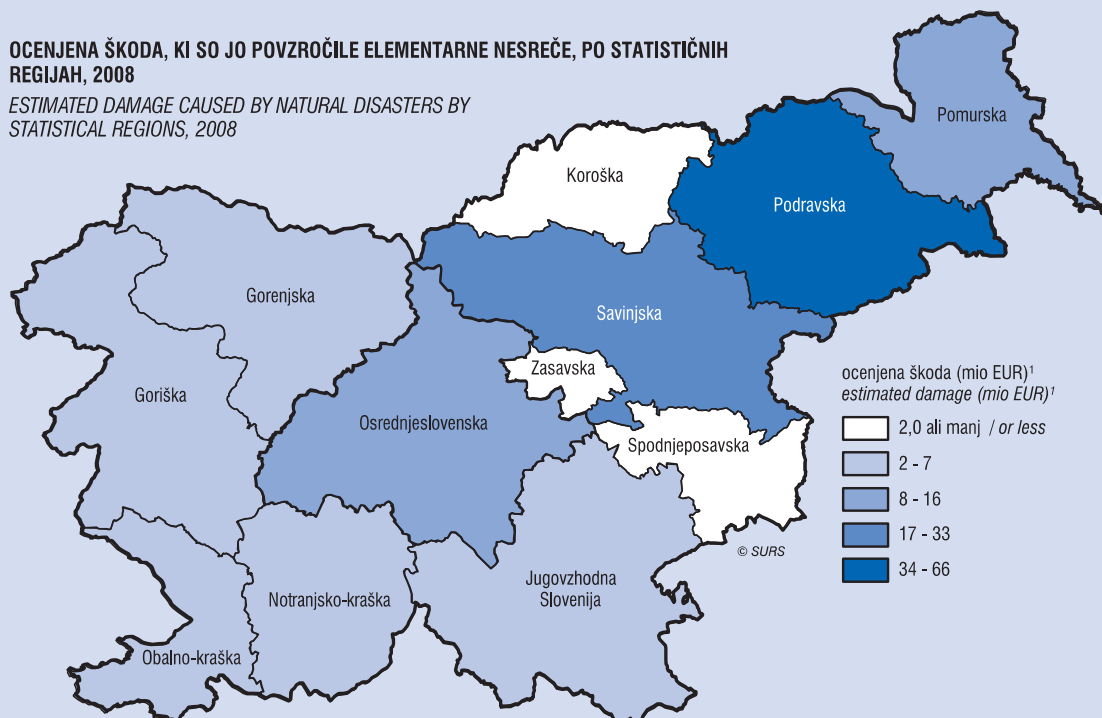 OCENJENA ŠKODA, KI SO JO POVZROČILE ELEMENTARNE NESREČE, PO STATISTIČNIH
REGIJAH, 2008
ESTIMATED DAMAGE CAUSED BY NATURAL DISASTERS BY
STATISTICAL REGIONS, 2008
Pomurska
Koroška
Podravska
Gorenjska
Savinjska
Zasavska
Goriška
Osrednjeslovenska
Spodnjeposavska
Jugovzhodna
Slovenija
Notranjsko-kraška
Obalno-kraška
ocenjena škoda (mio EUR)¹
estimated damage (mio EUR)¹
2,0 ali manj / or less
2 - 7
8 - 16
17 - 33
34 - 66
© SURS